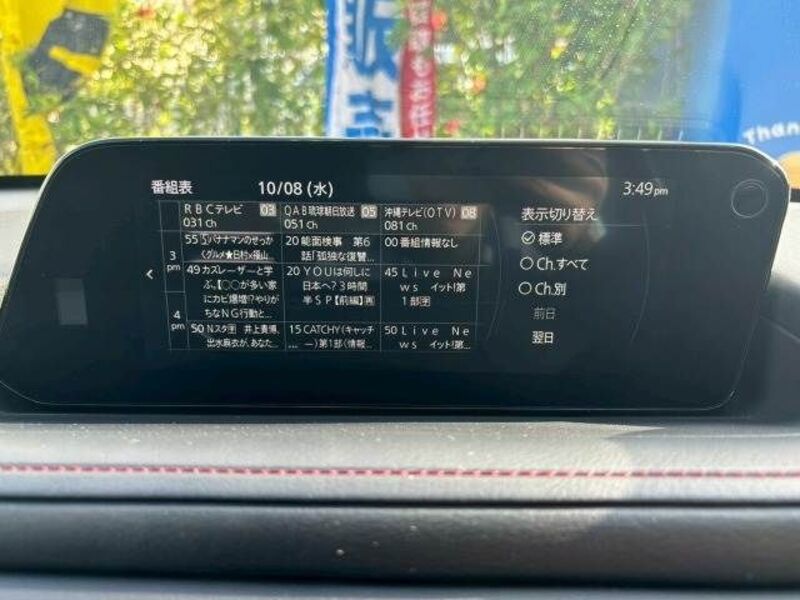 Than
番組表
10/08 (水)
3:49pm
RBCテレビ 03
031 Ch
QAB琉球朝日放送 05
051 Ch
沖縄テレビ(OTV) 08
081 Ch
3
pm
4
pm
55 バナナマンのせっか
くグルメ★日村×福山...
20 能面検事 第6
話「孤独な復讐...
00 番組情報なし
49 カズレーザーと学
ぶ。【○○が多い家
にカビ爆増!?やりが
ちなNG行動と...
20 YOUは何しに
日本へ?3時間
半SP【前編】再
45 Live Ne
ws イット!第
1部字
50 Nスタ字 井上貴博、
出水麻衣が、あなた...
15 CATCHY(キャッチ
ー)第1部(情報...
50 Live Ne
ws イット!第...
表示切り替え
標準
Ch.すべて
Ch.別
前日
翌日